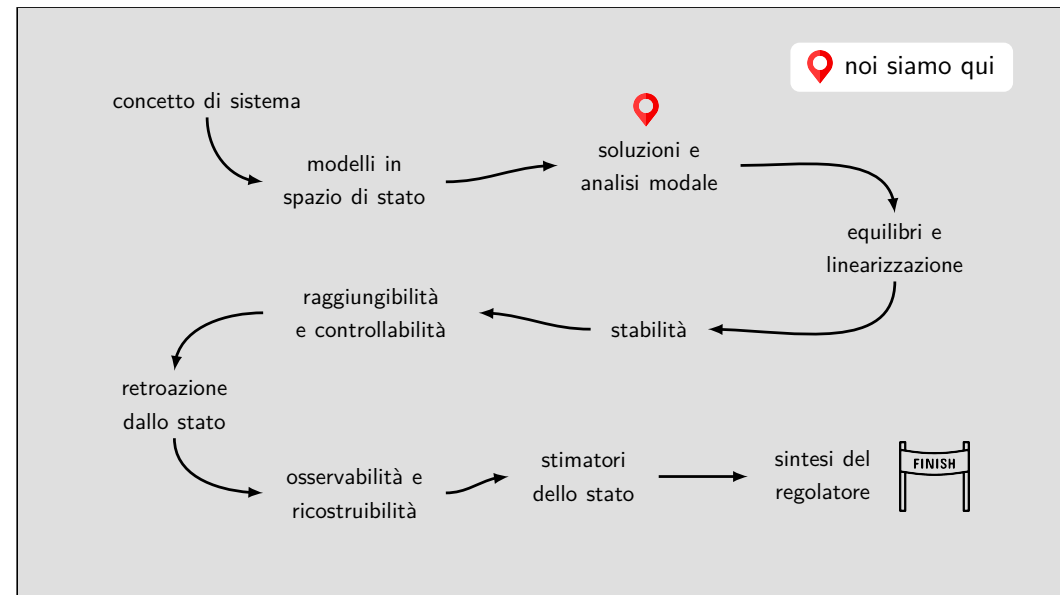 noi siamo qui
concetto di sistema
modelli in
spazio di stato
soluzioni e
analisi modale
equilibri e
linearizzazione
stabilità
raggiungibilità
e controllabilità
retroazione
dallo stato
osservabilità e
ricostruibilità
stimatori
dello stato
sintesi del
regolatore
FINISH